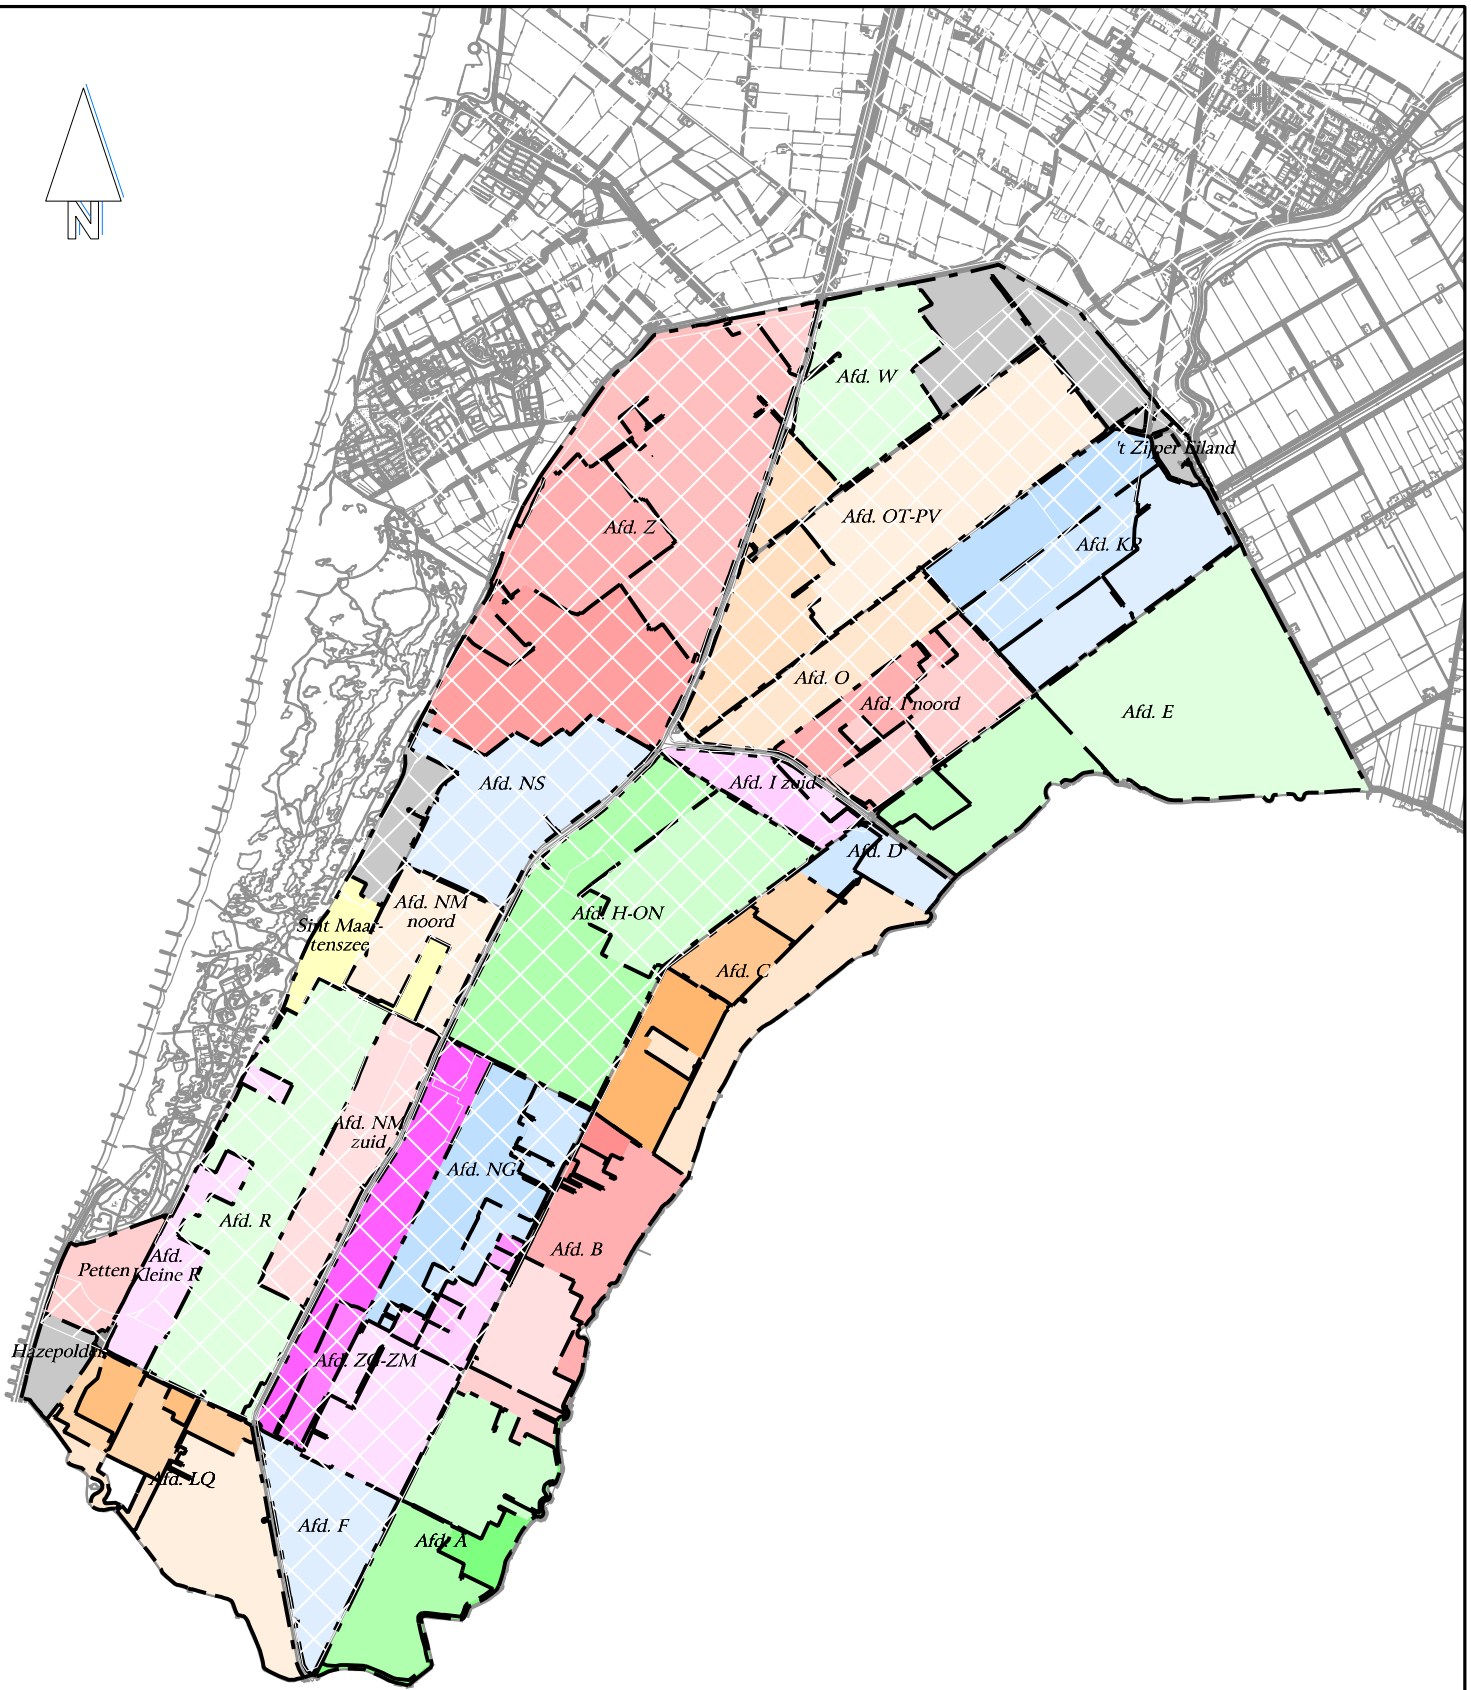 N
Afd. W
't Zijper Eiland
Afd. OT-PV
Afd. Z
Afd. KP
Afd. O
Afd. I noord
Afd. E
Afd. NS
Afd. I zuid
Afd. D
Afd. NM
noord
Afd. H-ON
Sint Maar-
tenszee
Afd. C
Afd. NM
zuid
Afd. NG
Afd. R
Afd. B
Afd.
Kleine R
Petten
Hazepolder
Afd. ZG-ZM
Afd. LQ
Afd. F
Afd. A